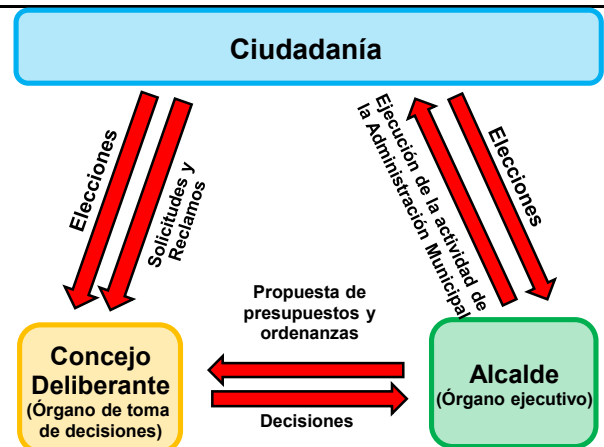 Ciudadanía
Elecciones
Solicitudes y
Reclamos
Ejecución de la actividad de
la Administración Municipal
Elecciones
Propuesta de
presupuestos y
ordenanzas
Concejo
Deliberante
(Órgano de toma
de decisiones)
Decisiones
Alcalde
(Órgano ejecutivo)